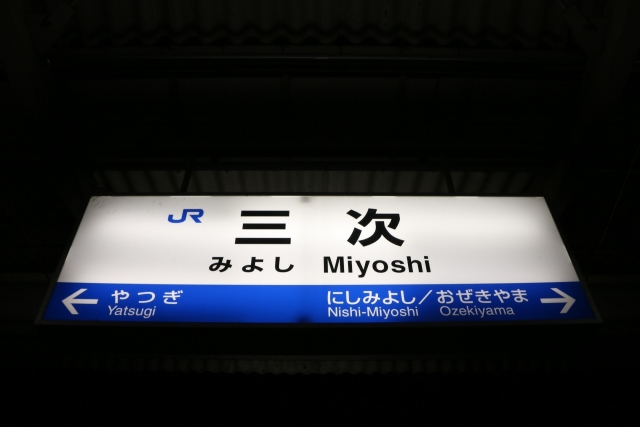 JR 三次
みよし Miyoshi
← やつぎ にしみよし／おぜきやま →
Yatsugi Nishi-Miyoshi Ozekiyama